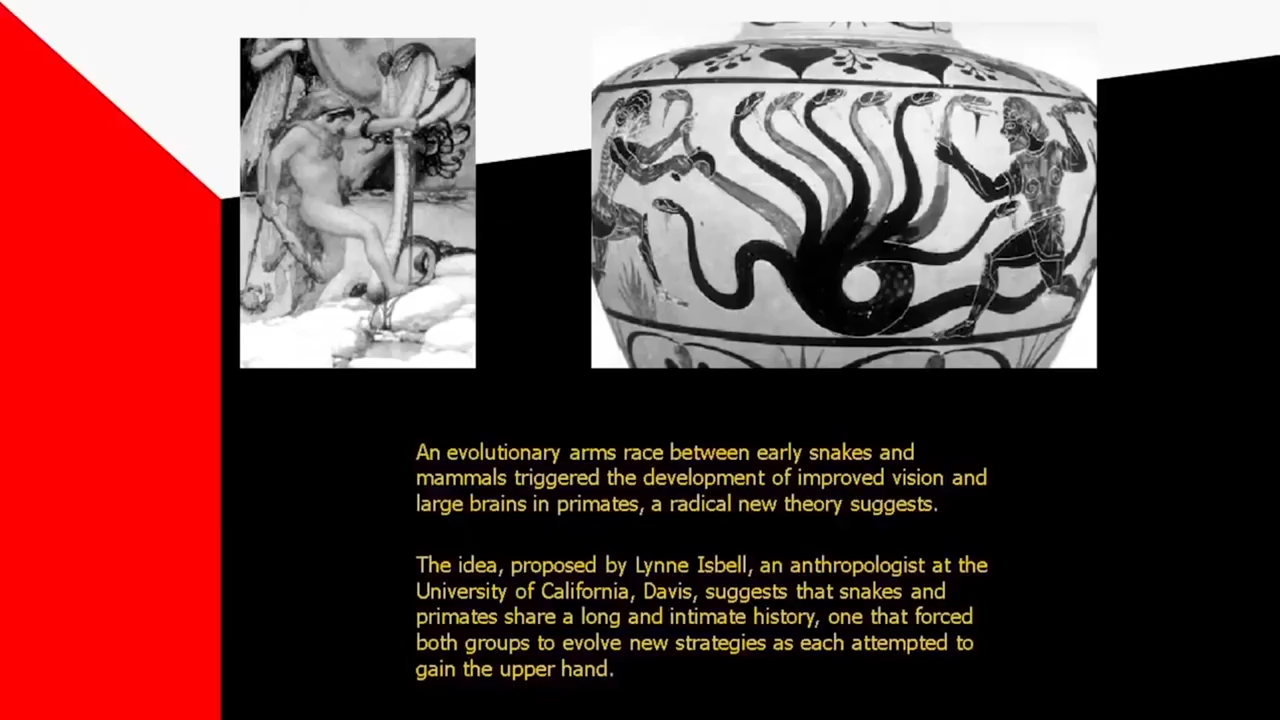 An evolutionary arms race between early snakes and
mammals triggered the development of improved vision and
large brains in primates, a radical new theory suggests.
The idea, proposed by Lynne Isbell, an anthropologist at the
University of California, Davis, suggests that snakes and
primates share a long and intimate history, one that forced
both groups to evolve new strategies as each attempted to
gain the upper hand.